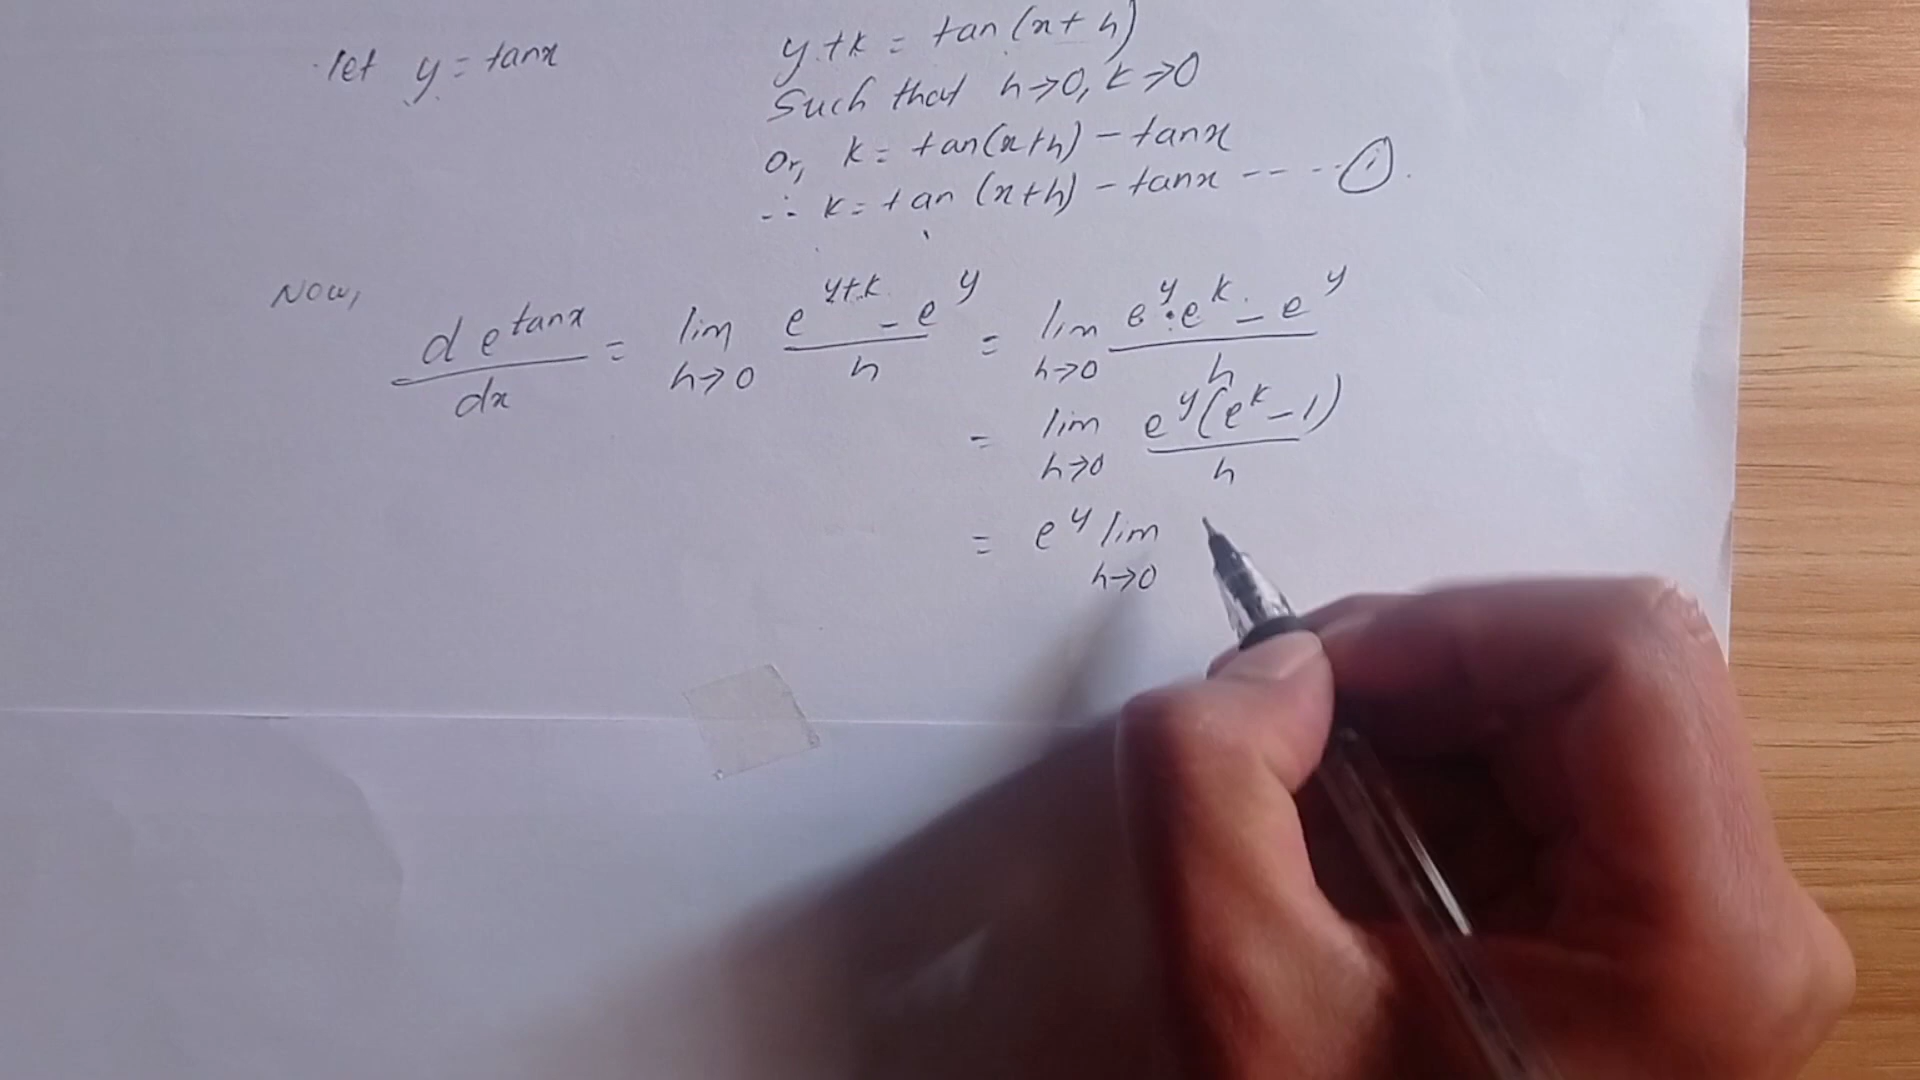 let y = tanx
y+k = tan(x+h)
Such that h→0, k→0
Or, k = tan(x+h) - tanx
∴ k = tan (x+h) - tanx ---- (i)
Now,
d e^tanx / dx = lim h→0 (e^y+k - e^y) / h = lim h→0 (e^y · e^k - e^y) / h
= lim h→0 e^y(e^k - 1) / h
= e^y lim h→0